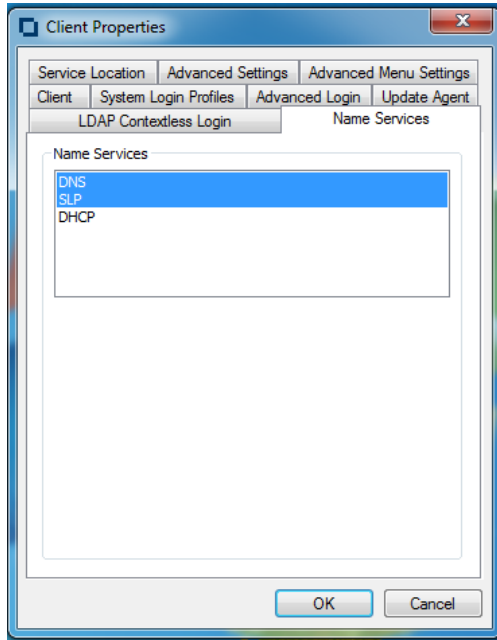 Client Properties
Service Location Advanced Settings Advanced Menu Settings
Client System Login Profiles Advanced Login Update Agent
LDAP Contextless Login Name Services
Name Services
DNS
SLP
DHCP
OK Cancel